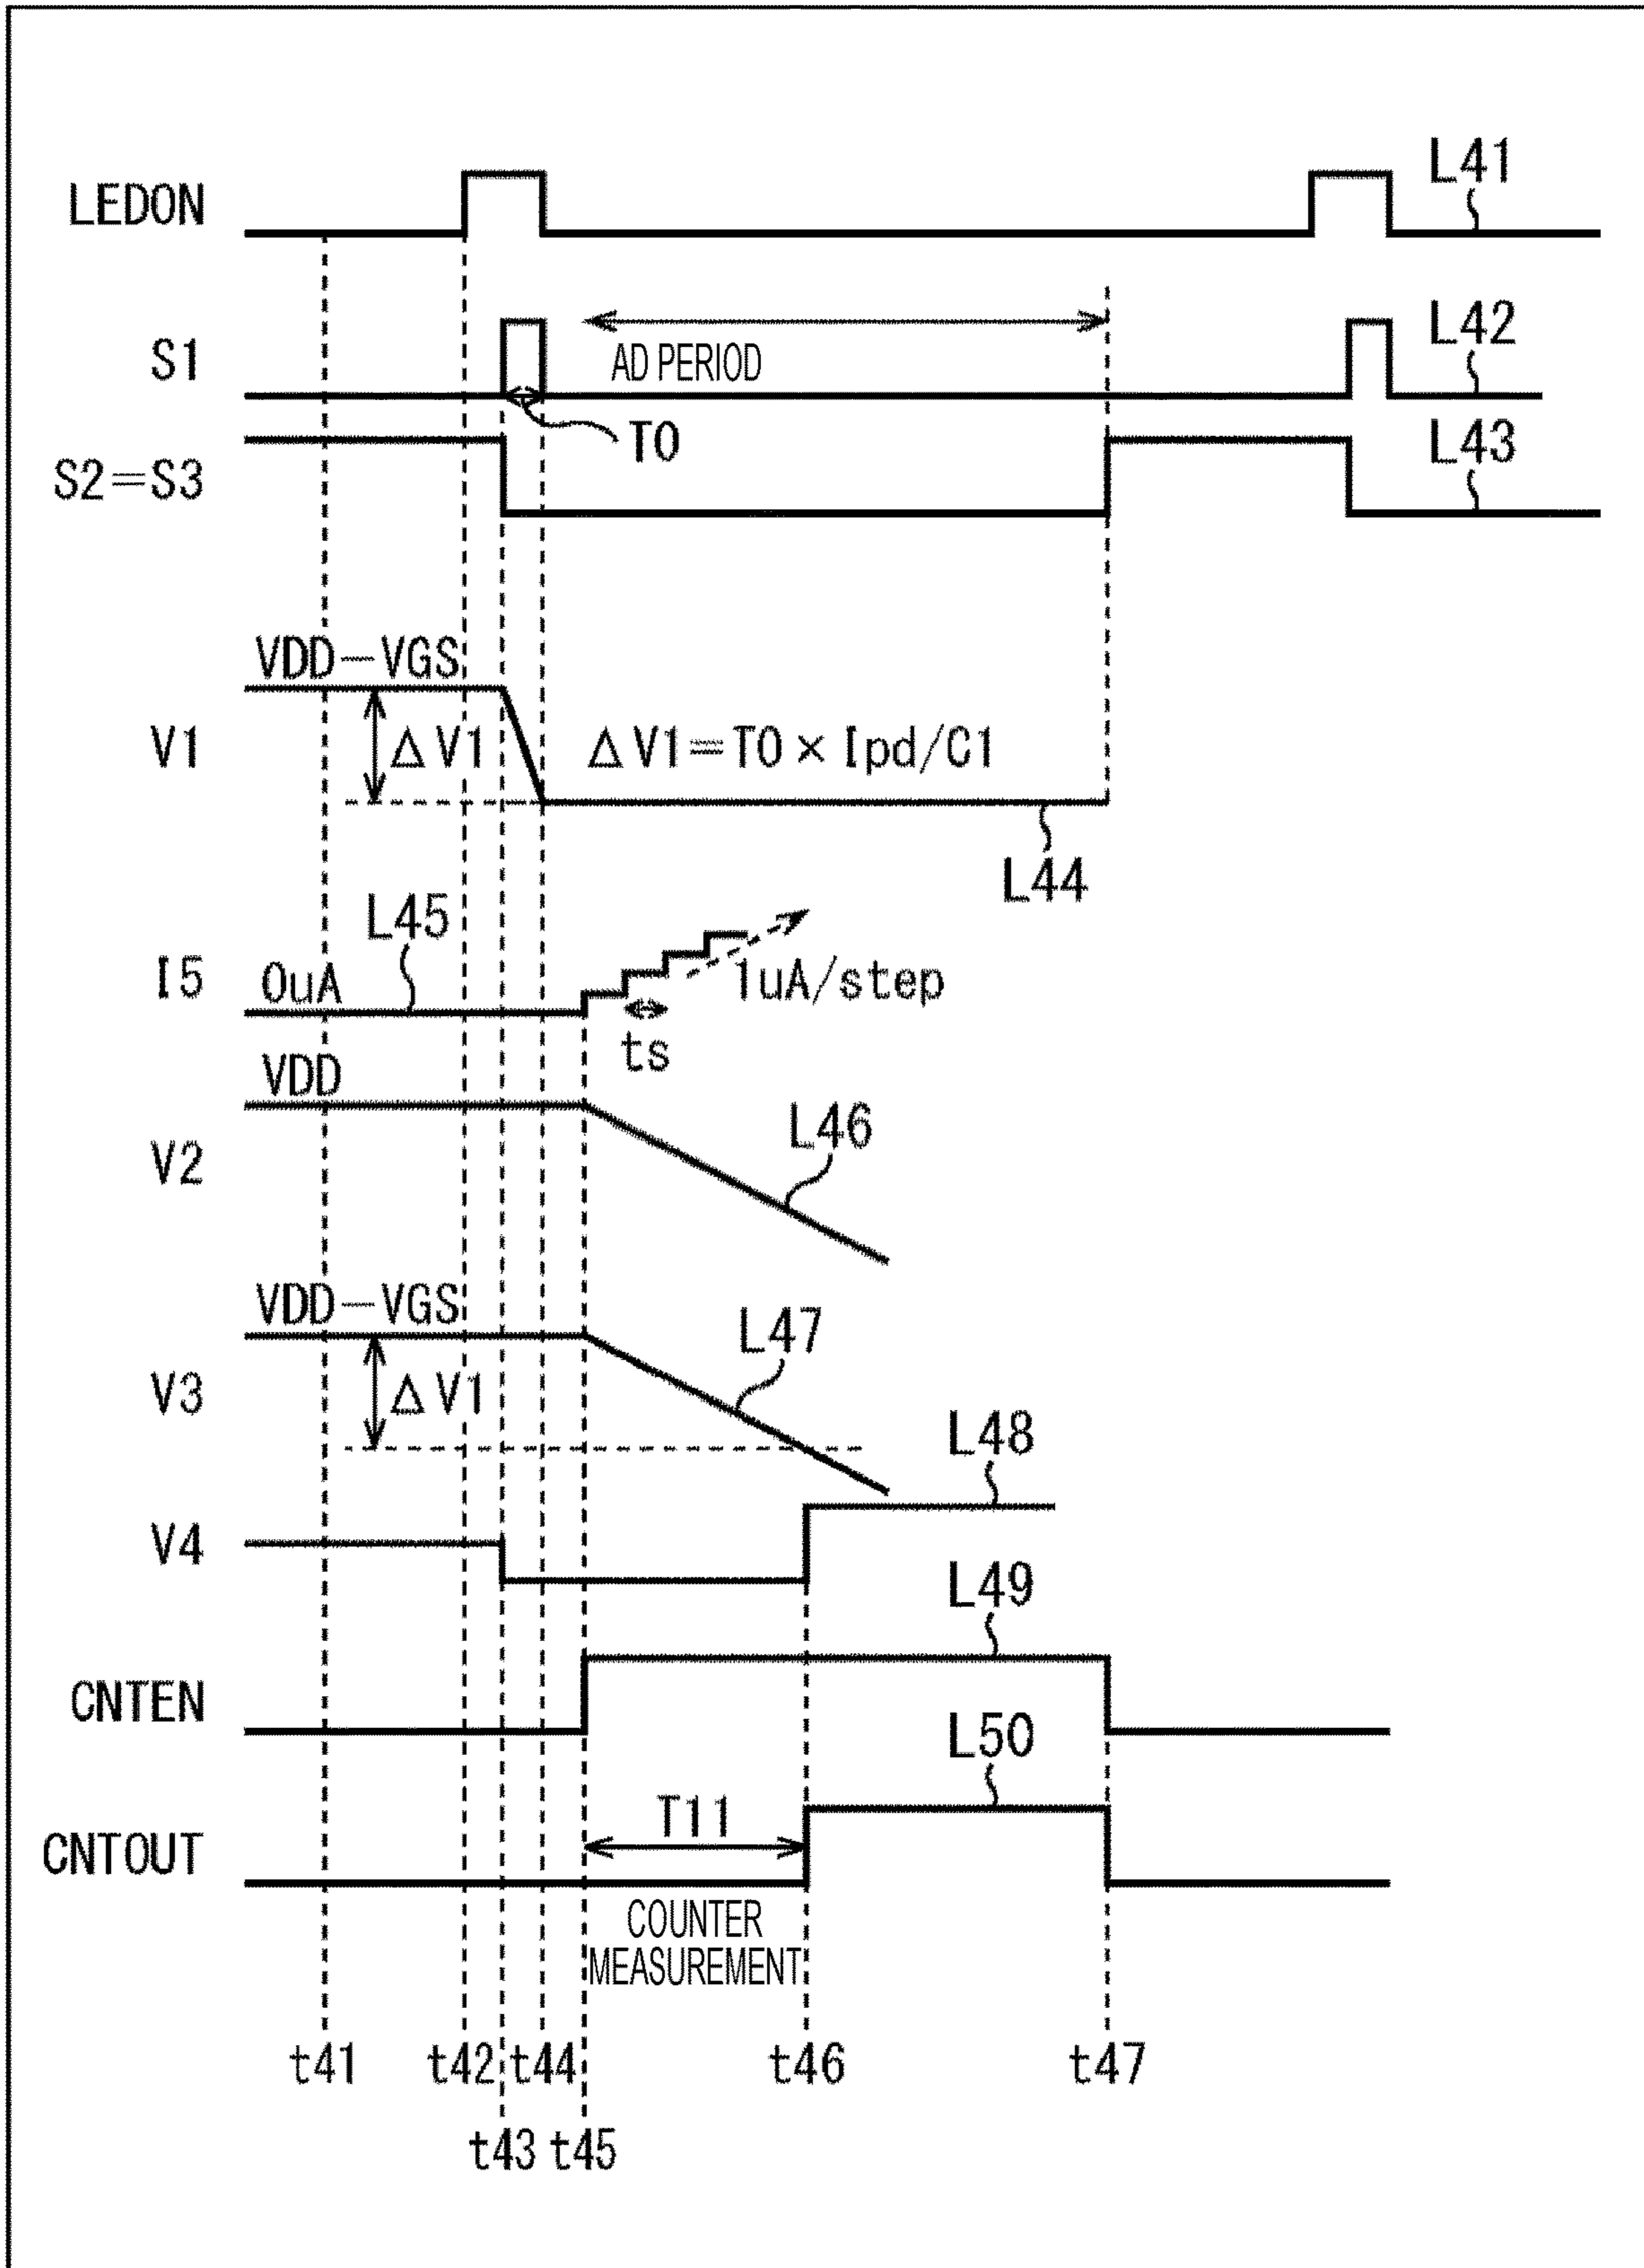 LEDON
L41
S1
AD PERIOD
L42
T0
S2=S3
L43
VDD-VGS
V1
ΔV1
ΔV1=T0×Ipd/C1
L44
L45
I5
0uA
1uA/step
ts
VDD
V2
L46
VDD-VGS
V3
ΔV1
L47
L48
V4
L49
CNTEN
L50
CNTOUT
T11
COUNTER
MEASUREMENT
t41
t42
t44
t46
t47
t43
t45